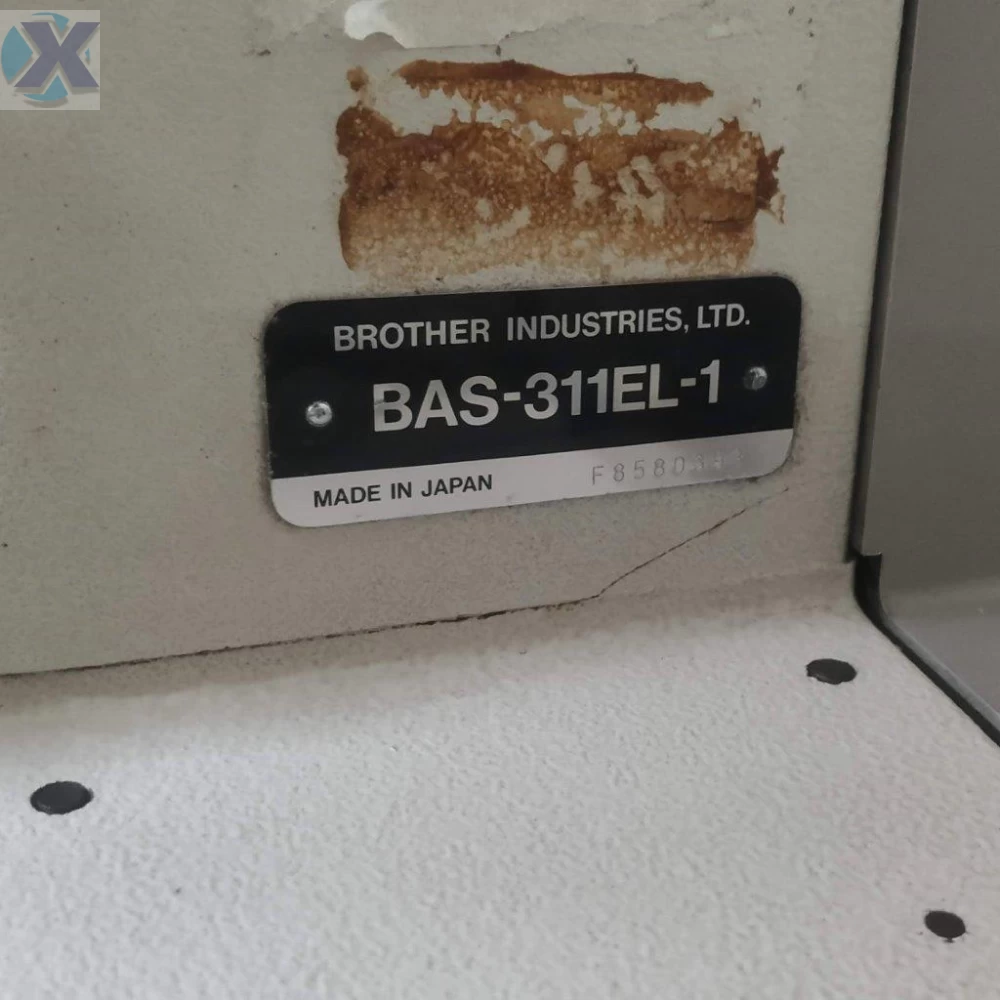 X
BROTHER INDUSTRIES, LTD.
BAS-311EL-1
MADE IN JAPAN